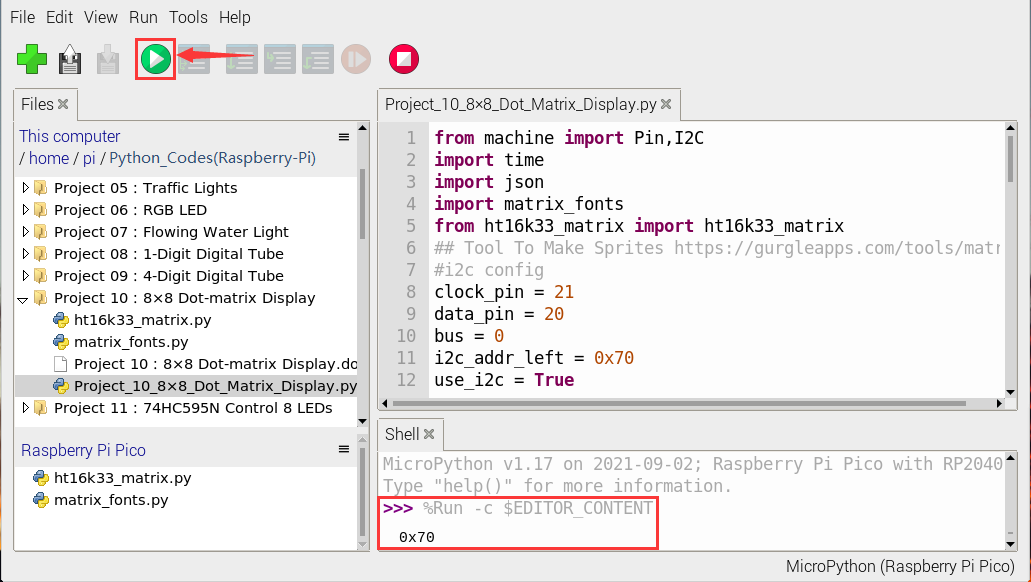 File Edit View Run Tools Help
Files
This computer
/ home / pi / Python_Codes(Raspberry-Pi)
Project 05 : Traffic Lights
Project 06 : RGB LED
Project 07 : Flowing Water Light
Project 08 : 1-Digit Digital Tube
Project 09 : 4-Digit Digital Tube
Project 10 : 8×8 Dot-matrix Display
ht16k33_matrix.py
matrix_fonts.py
Project 10 : 8×8 Dot-matrix Display.do
Project_10_8×8_Dot_Matrix_Display.py
Project 11 : 74HC595N Control 8 LEDs
Raspberry Pi Pico
ht16k33_matrix.py
matrix_fonts.py
Project_10_8×8_Dot_Matrix_Display.py
1 from machine import Pin,I2C
2 import time
3 import json
4 import matrix_fonts
5 from ht16k33_matrix import ht16k33_matrix
6 ## Tool To Make Sprites https://gurgleapps.com/tools/matr
7 #i2c config
8 clock_pin = 21
9 data_pin = 20
10 bus = 0
11 i2c_addr_left = 0x70
12 use_i2c = True
Shell
MicroPython v1.17 on 2021-09-02; Raspberry Pi Pico with RP2040
Type "help()" for more information.
>>> %Run -c $EDITOR_CONTENT
0x70
MicroPython (Raspberry Pi Pico)